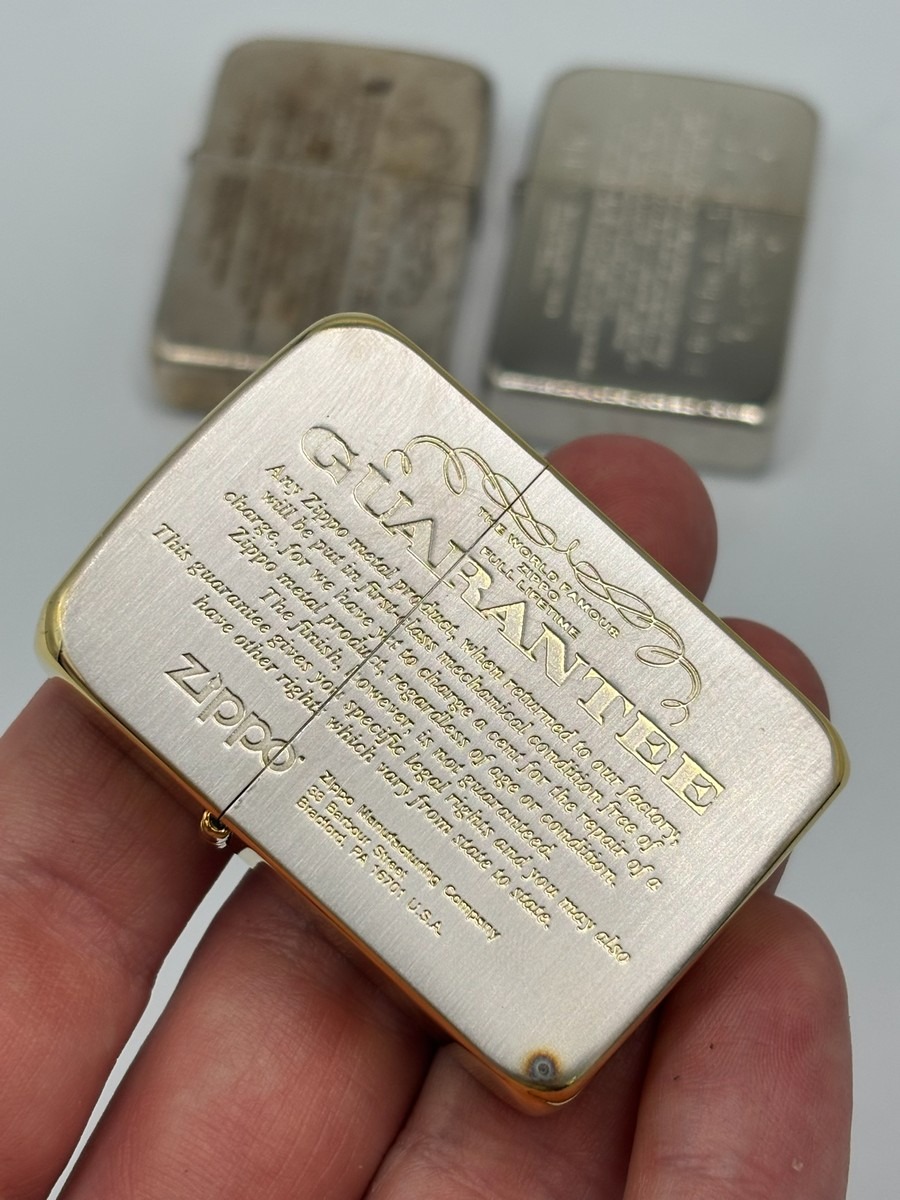 THE WORLD FAMOUS
ZIPPO
FULL LIFETIME
GUARANTEE
Any Zippo metal product, when returned to our factory
will be put in first-class mechanical condition free of
charge, for we have yet to charge a cent for the repair of a
Zippo metal product, regardless of age or condition.
The finish, however, is not guaranteed.
This guarantee gives you specific legal rights and you may also
have other rights which vary from state to state.
Zippo
Zippo Manufacturing Company
33 Barbour Street
Bradford, PA 16701 U.S.A.